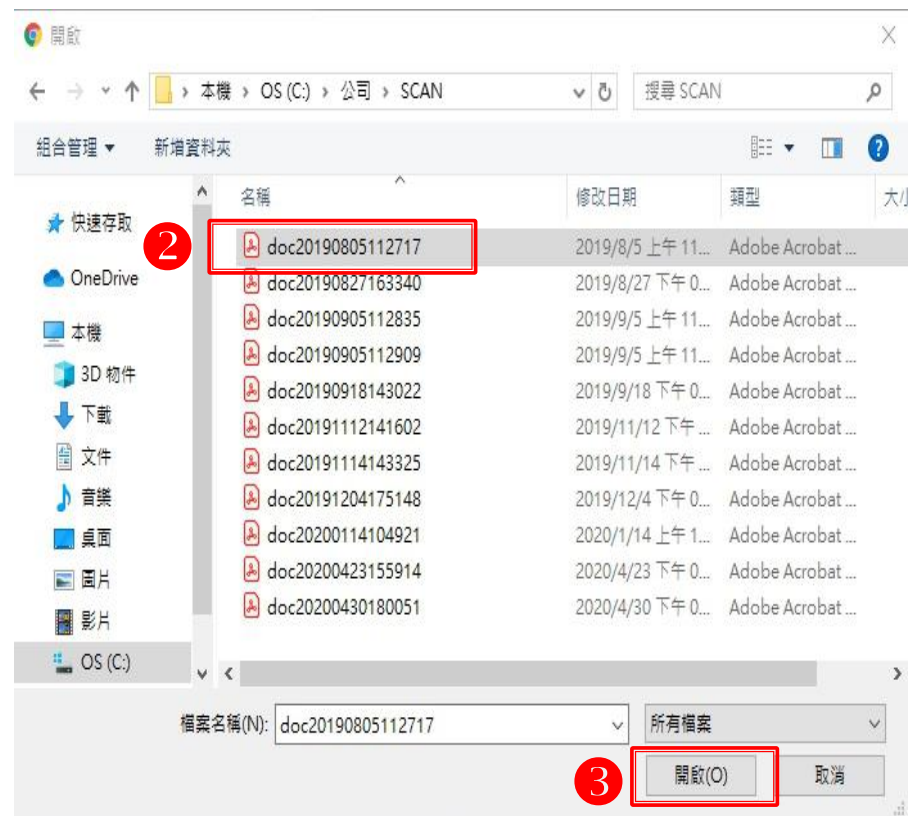 開啟
本機 › OS (C:) › 公司 › SCAN
搜尋 SCAN
組合管理
新增資料夾
名稱
修改日期
類型
大小
快速存取
OneDrive
本機
3D 物件
下載
文件
音樂
桌面
圖片
影片
OS (C:)
2
doc20190805112717 2019/8/5 上午 11... Adobe Acrobat ...
doc20190827163340 2019/8/27 下午 0... Adobe Acrobat ...
doc20190905112835 2019/9/5 上午 11... Adobe Acrobat ...
doc20190905112909 2019/9/5 上午 11... Adobe Acrobat ...
doc20190918143022 2019/9/18 下午 0... Adobe Acrobat ...
doc20191112141602 2019/11/12 下午 ... Adobe Acrobat ...
doc20191114143325 2019/11/14 下午 ... Adobe Acrobat ...
doc20191204175148 2019/12/4 下午 0... Adobe Acrobat ...
doc20200114104921 2020/1/14 上午 1... Adobe Acrobat ...
doc20200423155914 2020/4/23 下午 0... Adobe Acrobat ...
doc20200430180051 2020/4/30 下午 0... Adobe Acrobat ...
檔案名稱(N): doc20190805112717
所有檔案
3
開啟(O)
取消